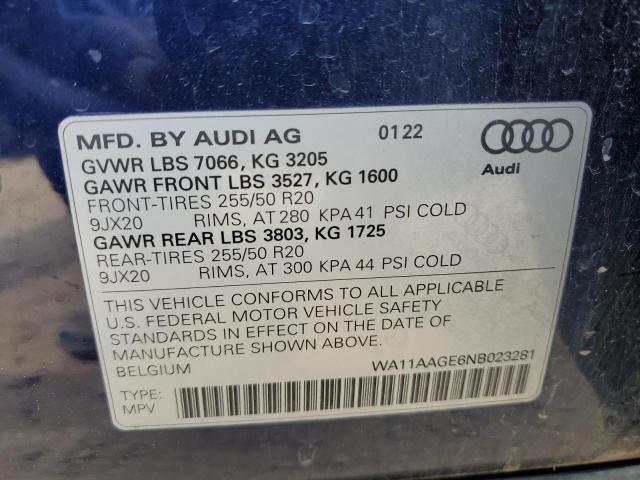 MFD. BY AUDI AG 0122
GVWR LBS 7066, KG 3205
GAWR FRONT LBS 3527, KG 1600
FRONT-TIRES 255/50 R20
9JX20 RIMS, AT 280 KPA 41 PSI COLD
GAWR REAR LBS 3803, KG 1725
REAR-TIRES 255/50 R20
9JX20 RIMS, AT 300 KPA 44 PSI COLD
Audi
THIS VEHICLE CONFORMS TO ALL APPLICABLE
U.S. FEDERAL MOTOR VEHICLE SAFETY
STANDARDS IN EFFECT ON THE DATE OF
MANUFACTURE SHOWN ABOVE.
BELGIUM WA11AAGE6NB023281
TYPE:
MPV